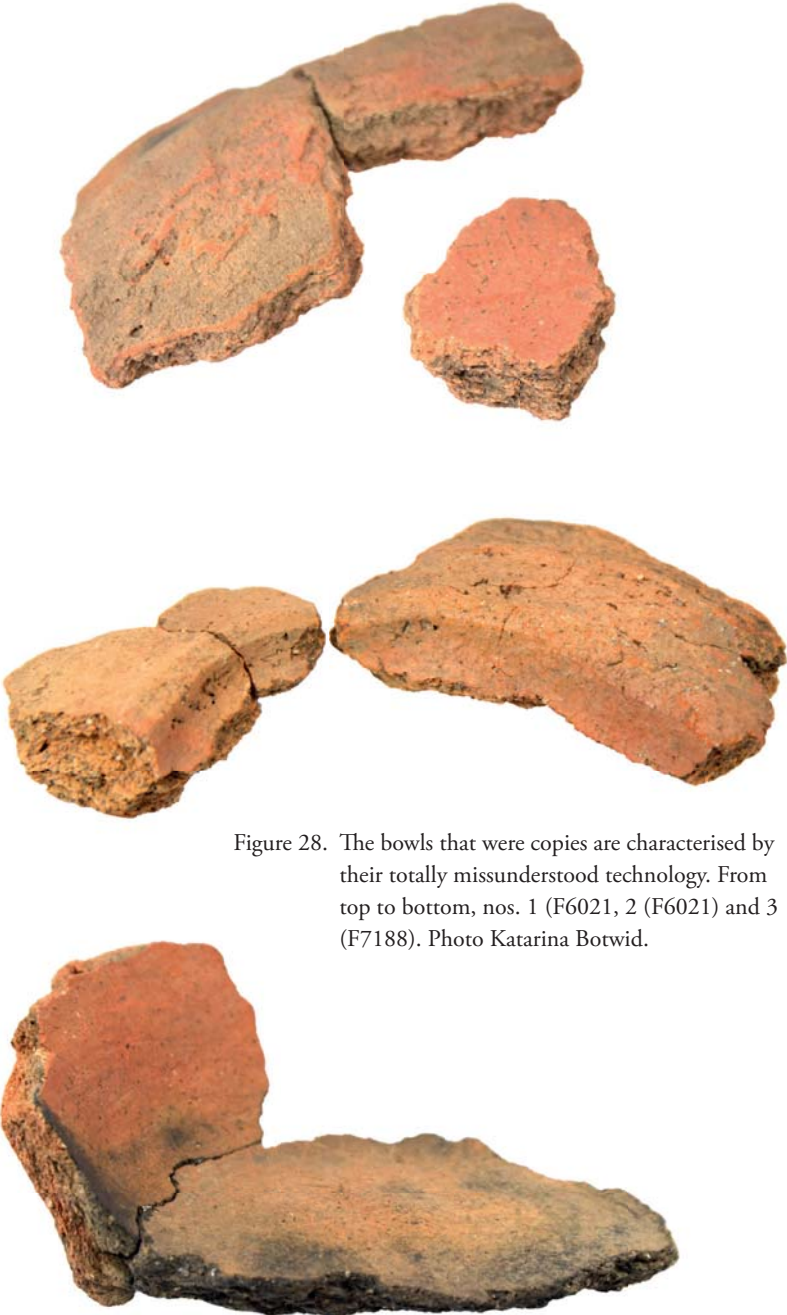 Figure 28. The bowls that were copies are characterised by
their totally missunderstood technology. From
top to bottom, nos. 1 (F6021, 2 (F6021) and 3
(F7188). Photo Katarina Botwid.